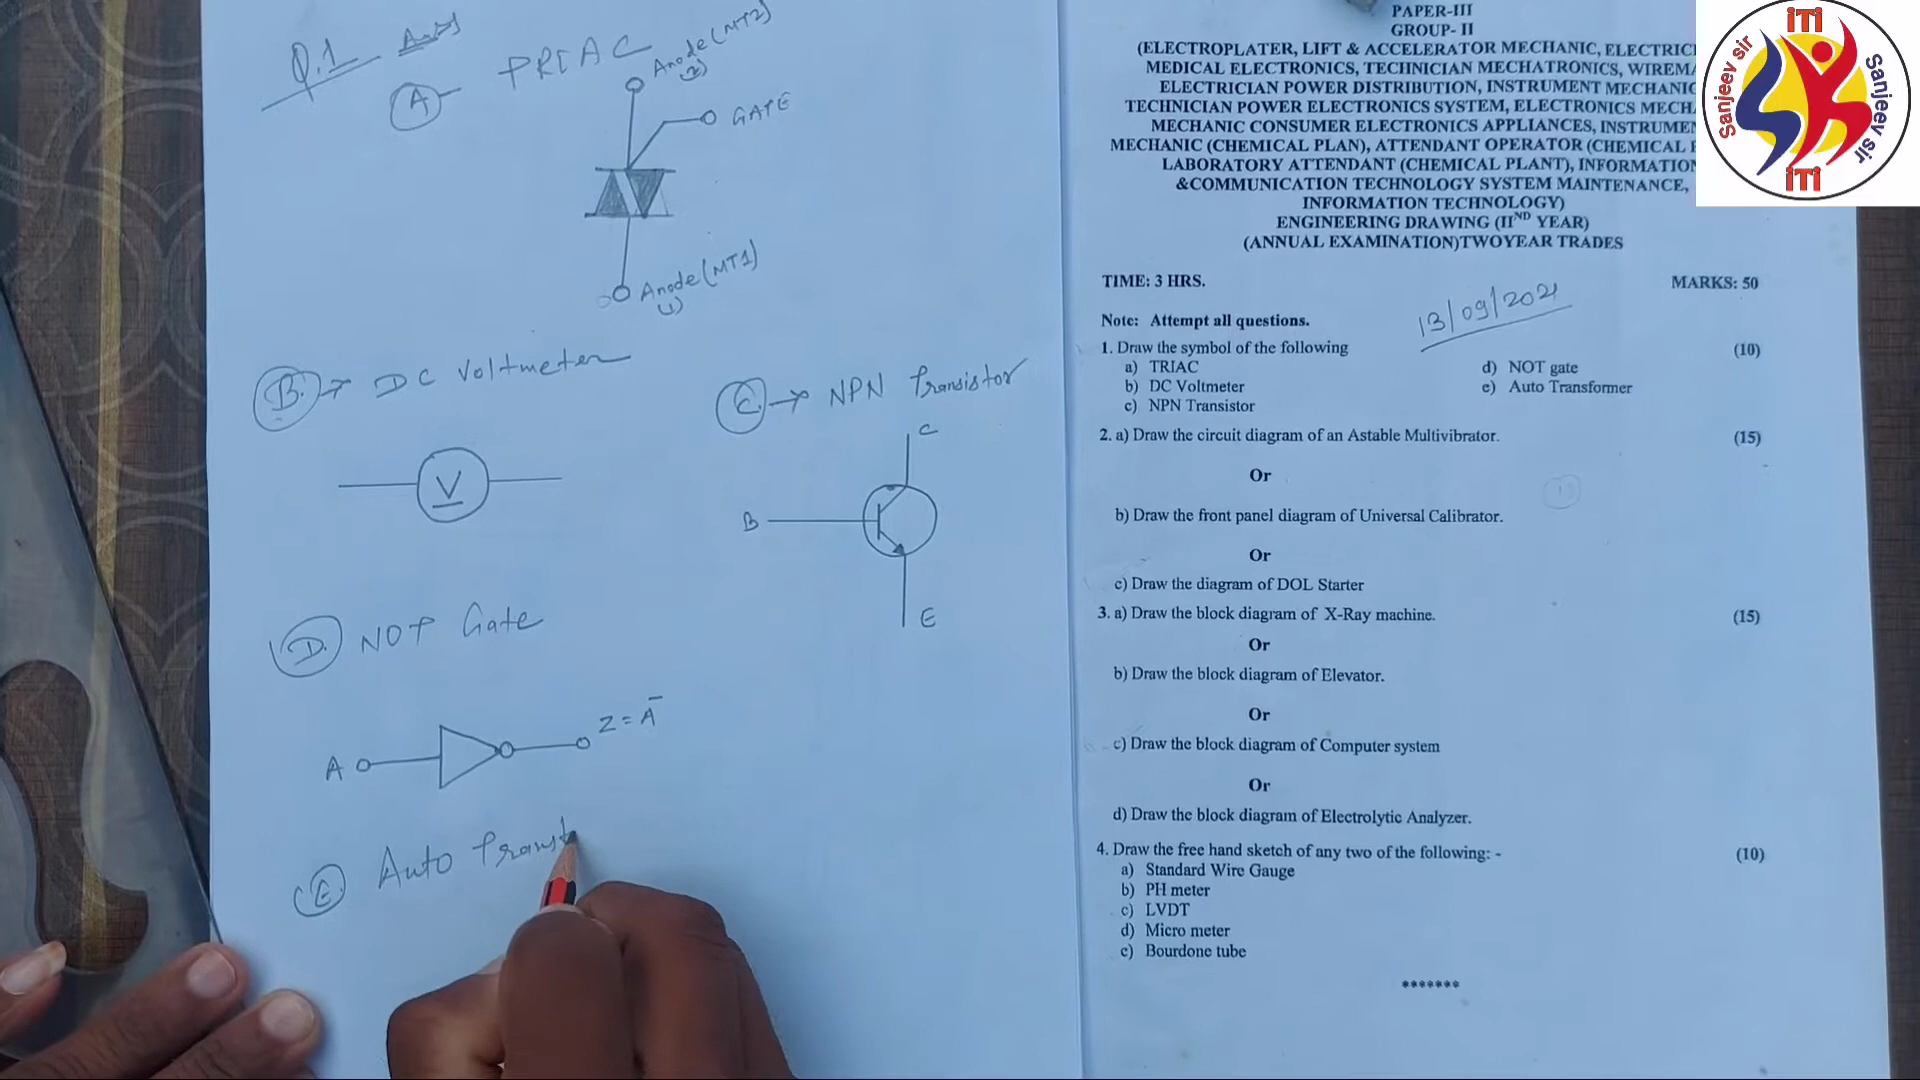 Q.1 Ans
A - TRIAC
Anode (MT2)
(2)
GATE
Anode (MT1)
(1)
B. → DC Voltmeter
V
C. → NPN Transistor
C
B
E
D. NOT Gate
A
Z = A̅
E. Auto Transf
PAPER-III
GROUP- II
(ELECTROPLATER, LIFT & ACCELERATOR MECHANIC, ELECTRIC
MEDICAL ELECTRONICS, TECHNICIAN MECHATRONICS, WIREMA
ELECTRICIAN POWER DISTRIBUTION, INSTRUMENT MECHANIC
TECHNICIAN POWER ELECTRONICS SYSTEM, ELECTRONICS MECH
MECHANIC CONSUMER ELECTRONICS APPLIANCES, INSTRUMEN
MECHANIC (CHEMICAL PLAN), ATTENDANT OPERATOR (CHEMICAL
LABORATORY ATTENDANT (CHEMICAL PLANT), INFORMATION
&COMMUNICATION TECHNOLOGY SYSTEM MAINTENANCE,
INFORMATION TECHNOLOGY)
ENGINEERING DRAWING (IIND YEAR)
(ANNUAL EXAMINATION)TWOYEAR TRADES
TIME: 3 HRS. MARKS: 50
13/09/2021
Note: Attempt all questions.
1. Draw the symbol of the following (10)
a) TRIAC d) NOT gate
b) DC Voltmeter e) Auto Transformer
c) NPN Transistor
2. a) Draw the circuit diagram of an Astable Multivibrator. (15)
Or
b) Draw the front panel diagram of Universal Calibrator.
Or
c) Draw the diagram of DOL Starter
3. a) Draw the block diagram of X-Ray machine. (15)
Or
b) Draw the block diagram of Elevator.
Or
c) Draw the block diagram of Computer system
Or
d) Draw the block diagram of Electrolytic Analyzer.
4. Draw the free hand sketch of any two of the following: - (10)
a) Standard Wire Gauge
b) PH meter
c) LVDT
d) Micro meter
e) Bourdone tube
*******
iTi
Sanjeev sir
Sanjeev sir
iTi